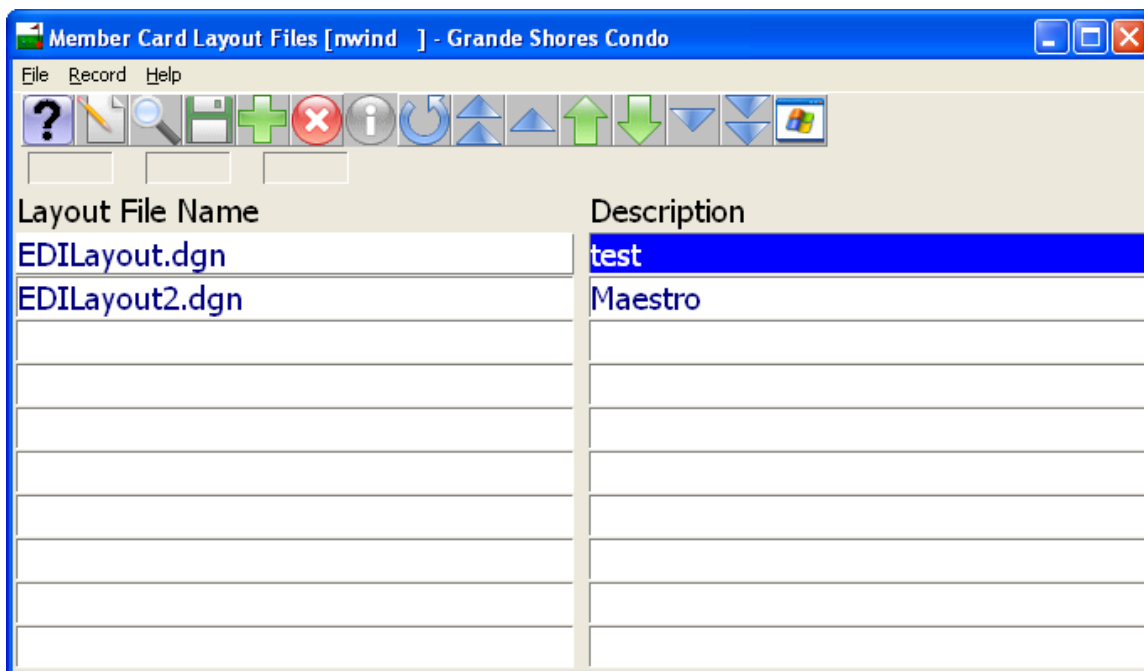 Member Card Layout Files [nwind   ] - Grande Shores Condo
File Record Help
Layout File Name Description
EDILayout.dgn test
EDILayout2.dgn Maestro